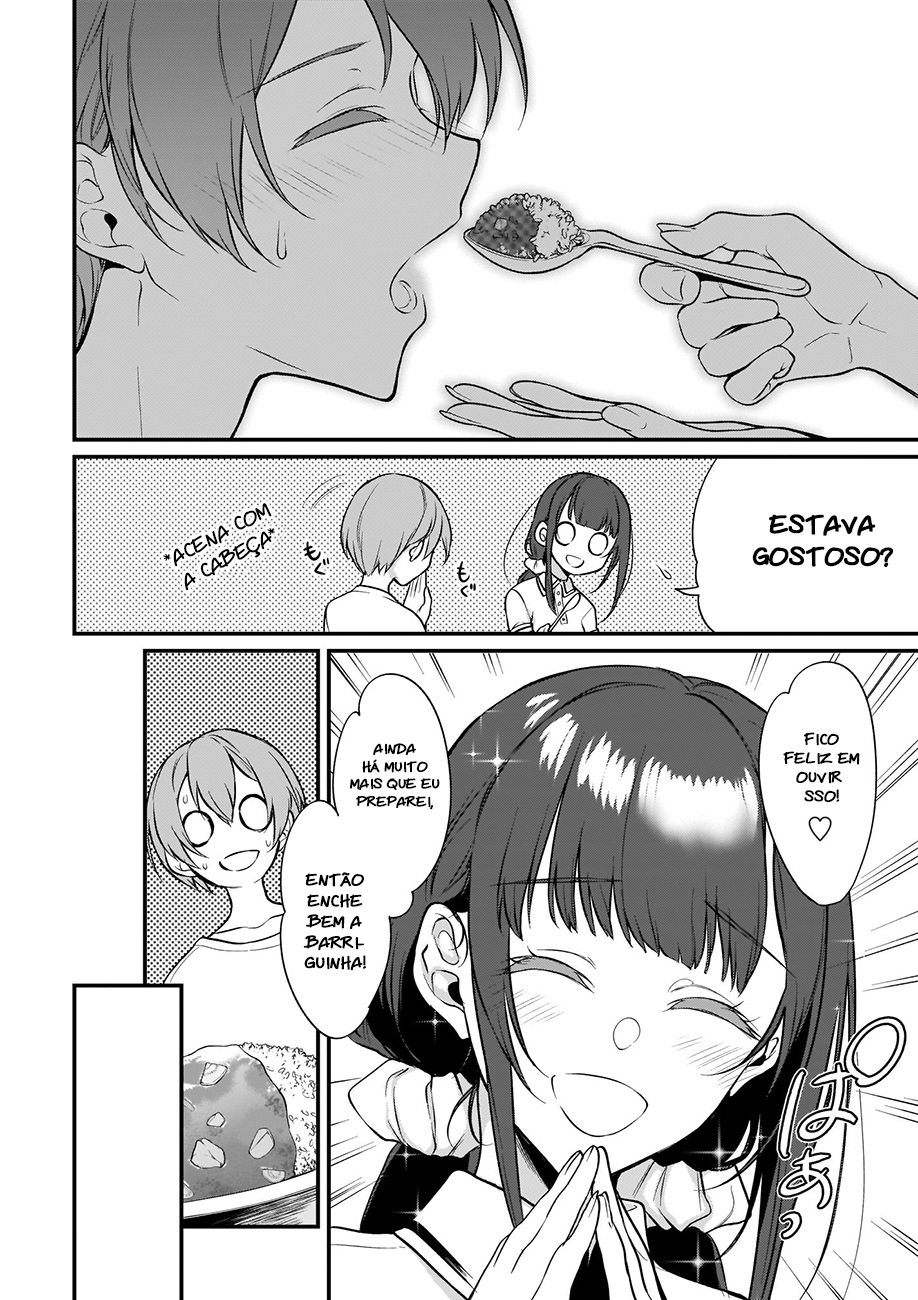 ESTAVA
GOSTOSO?
もぐ〃
もぐ〃
*ACENA COM
A CABEÇA*
FICO
FELIZ EM
OUVIR
SSO!
♡
AINDA
HÁ MUITO
MAIS QUE EU
PREPAREI,
ENTÃO
ENCHE
BEM A
BARRI-
GUINHA!
ぱあっ